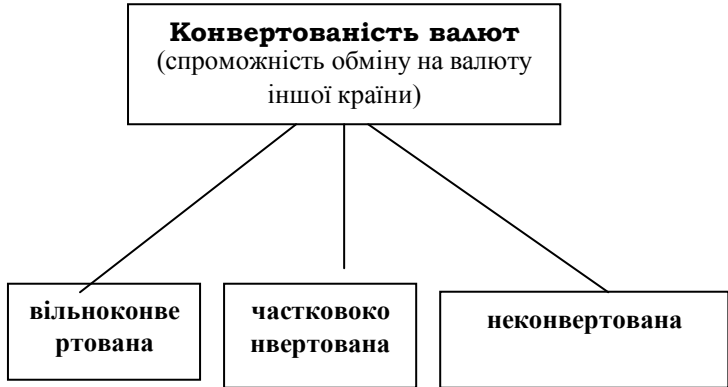 Конвертованість валют
(спроможність обміну на валюту
іншої країни)
вільноконве
ртована
частковоко
нвертована
неконвертована